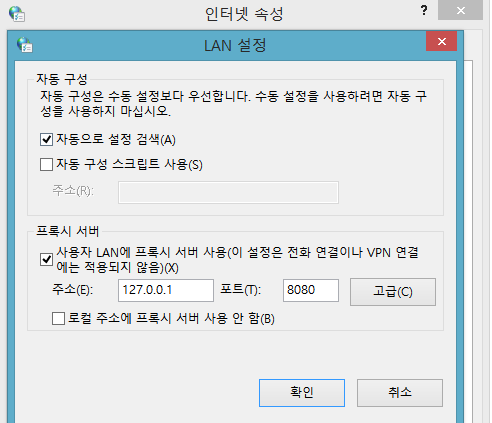 인터넷 속성
?
LAN 설정
자동 구성
자동 구성은 수동 설정보다 우선합니다. 수동 설정을 사용하려면 자동 구
성을 사용하지 마십시오.
자동으로 설정 검색(A)
자동 구성 스크립트 사용(S)
주소(R):
프록시 서버
사용자 LAN에 프록시 서버 사용(이 설정은 전화 연결이나 VPN 연결
에는 적용되지 않음)(X)
주소(E): 127.0.0.1 포트(T): 8080 고급(C)
로컬 주소에 프록시 서버 사용 안 함(B)
확인 취소